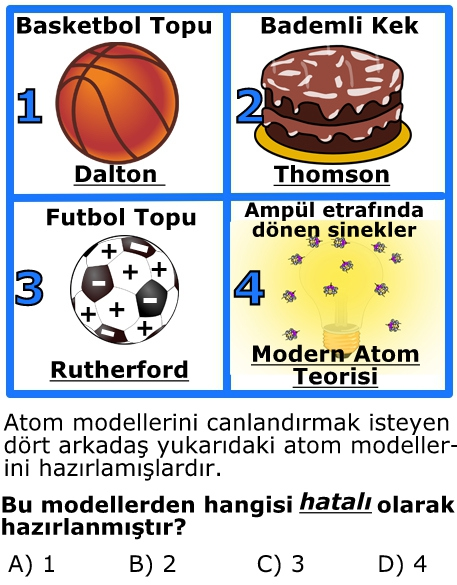 Basketbol Topu
1
Dalton
Bademli Kek
2
Thomson
Futbol Topu
3
- + + + - + - + +
Rutherford
Ampül etrafında
dönen sinekler
4
Modern Atom
Teorisi
Atom modellerini canlandırmak isteyen
dört arkadaş yukarıdaki atom modeller-
ini hazırlamışlardır.
Bu modellerden hangisi hatalı olarak
hazırlanmıştır?
A) 1 B) 2 C) 3 D) 4